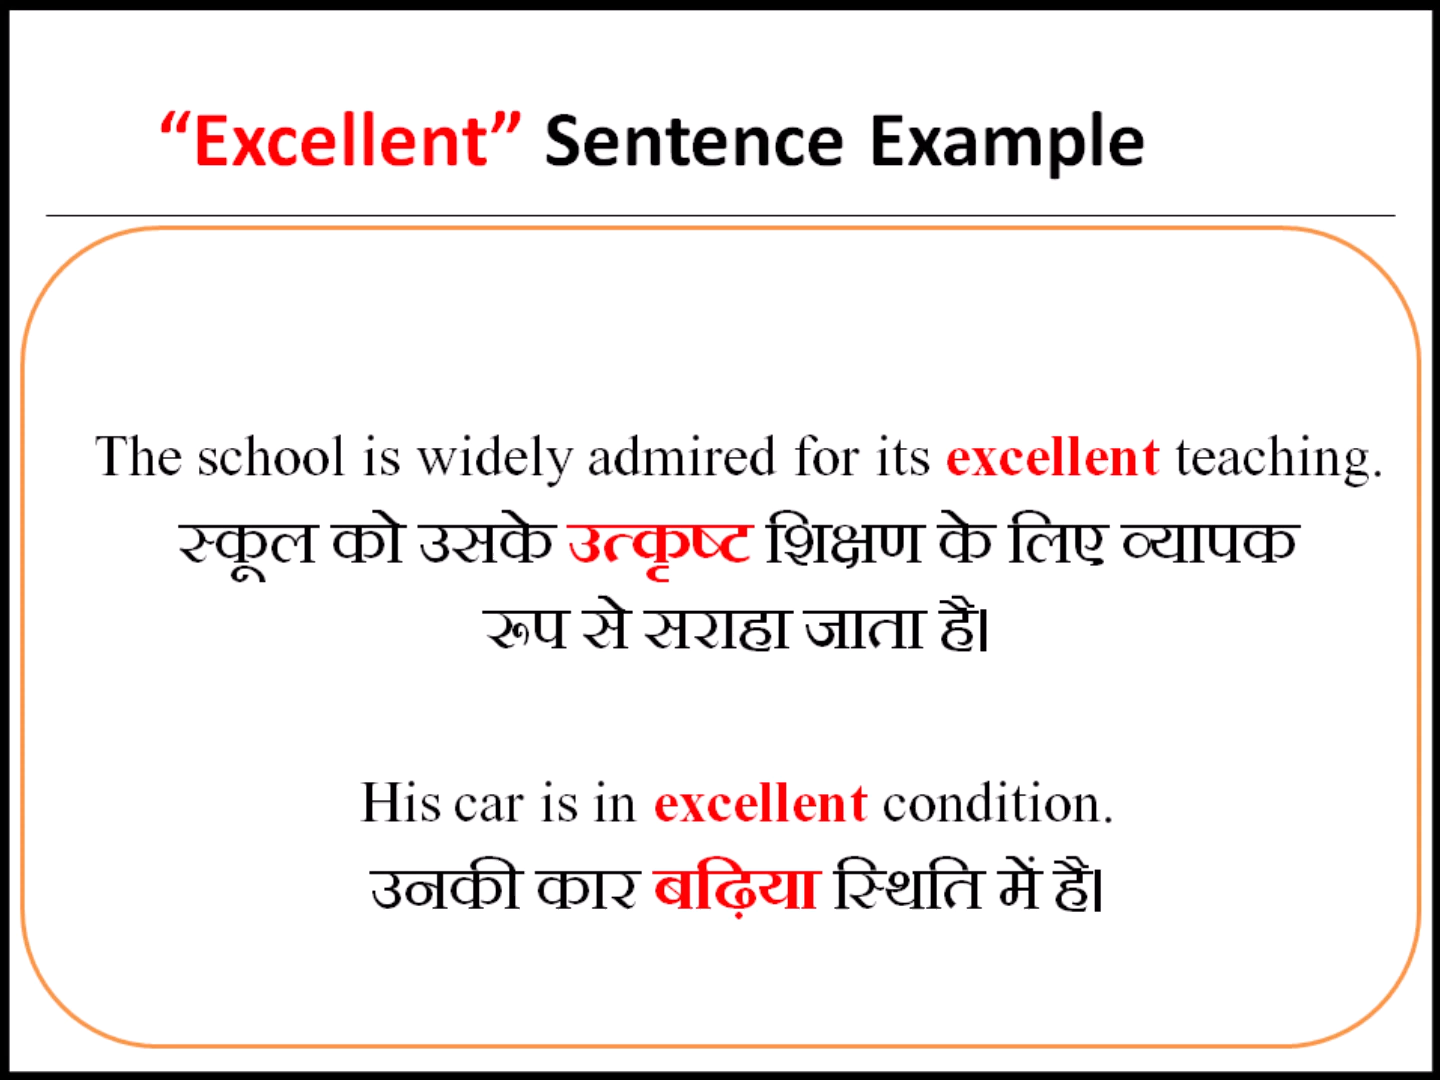 “Excellent” Sentence Example
The school is widely admired for its excellent teaching.
स्कूल को उसके उत्कृष्ट शिक्षण के लिए व्यापक
रूप से सराहा जाता है।
His car is in excellent condition.
उनकी कार बढ़िया स्थिति में है।